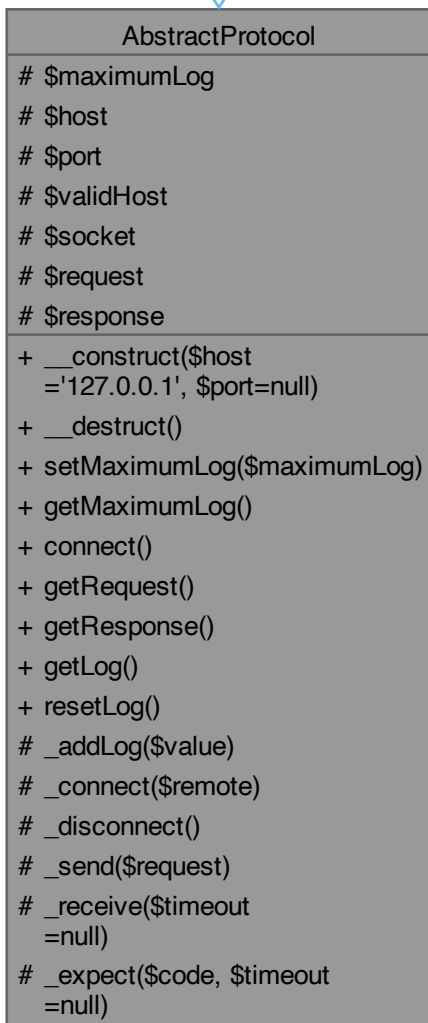 AbstractProtocol
# $maximumLog
# $host
# $port
# $validHost
# $socket
# $request
# $response
+ __construct($host
='127.0.0.1', $port=null)
+ __destruct()
+ setMaximumLog($maximumLog)
+ getMaximumLog()
+ connect()
+ getRequest()
+ getResponse()
+ getLog()
+ resetLog()
# _addLog($value)
# _connect($remote)
# _disconnect()
# _send($request)
# _receive($timeout
=null)
# _expect($code, $timeout
=null)